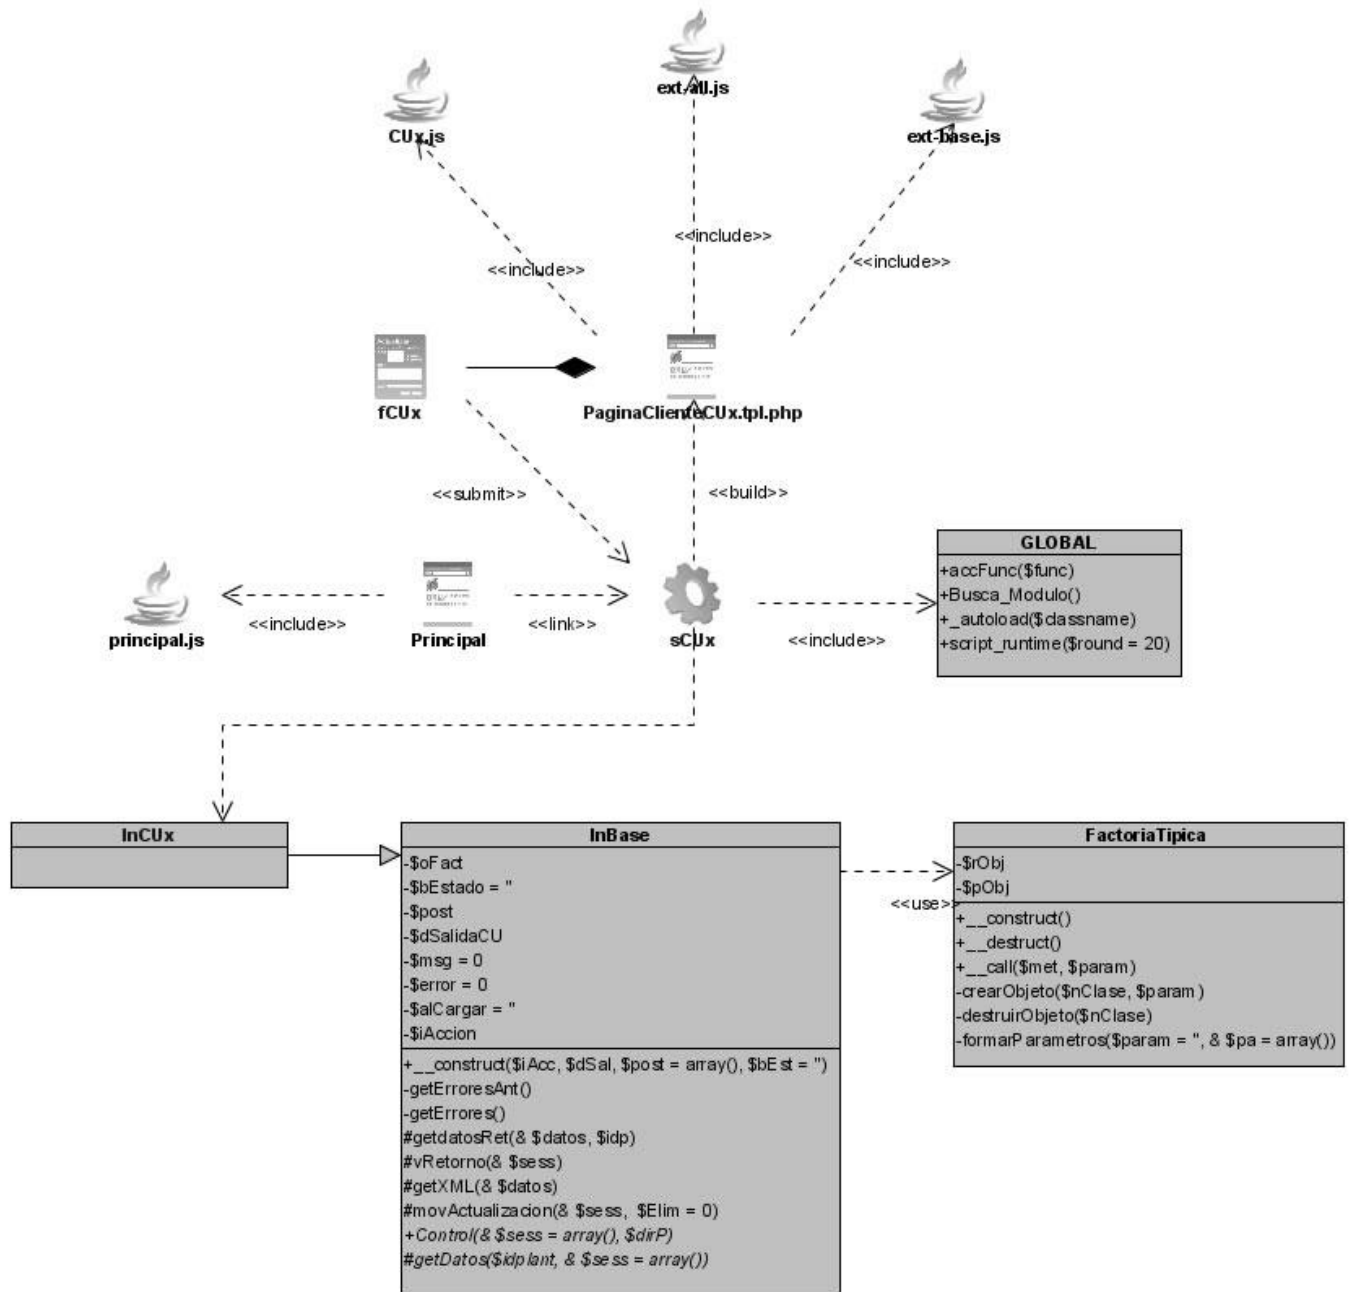 ext-all.js
CUx.js
ext-base.js
<<include>>
<<include>>
<<include>>
fCUx
PaginaClienteCUx.tpl.php
<<submit>>
<<build>>
GLOBAL
+accFunc($func)
+Busca_Modulo()
+_autoload($classname)
+script_runtime($round = 20)
principal.js
<<include>>
Principal
<<link>>
sCUx
<<include>>
InCUx
InBase
-$oFact
-$bEstado = ''
-$post
-$dSalidaCU
-$msg = 0
-$error = 0
-$alCargar = ''
-$iAccion
+__construct($iAcc, $dSal, $post = array(), $bEst = '')
-getErroresAnt()
-getErrores()
#getdatosRet(& $datos, $idp)
#vRetorno(& $sess)
#getXML(& $datos)
#movActualizacion(& $sess, $Elim = 0)
+Control(& $sess = array(), $dirP)
#getDatos($idplant, & $sess = array())
<<use>>
FactoriaTipica
-$rObj
-$pObj
+__construct()
+__destruct()
+__call($met, $param)
-crearObjeto($nClase, $param)
-destruirObjeto($nClase)
-formarParametros($param = '', & $pa = array())